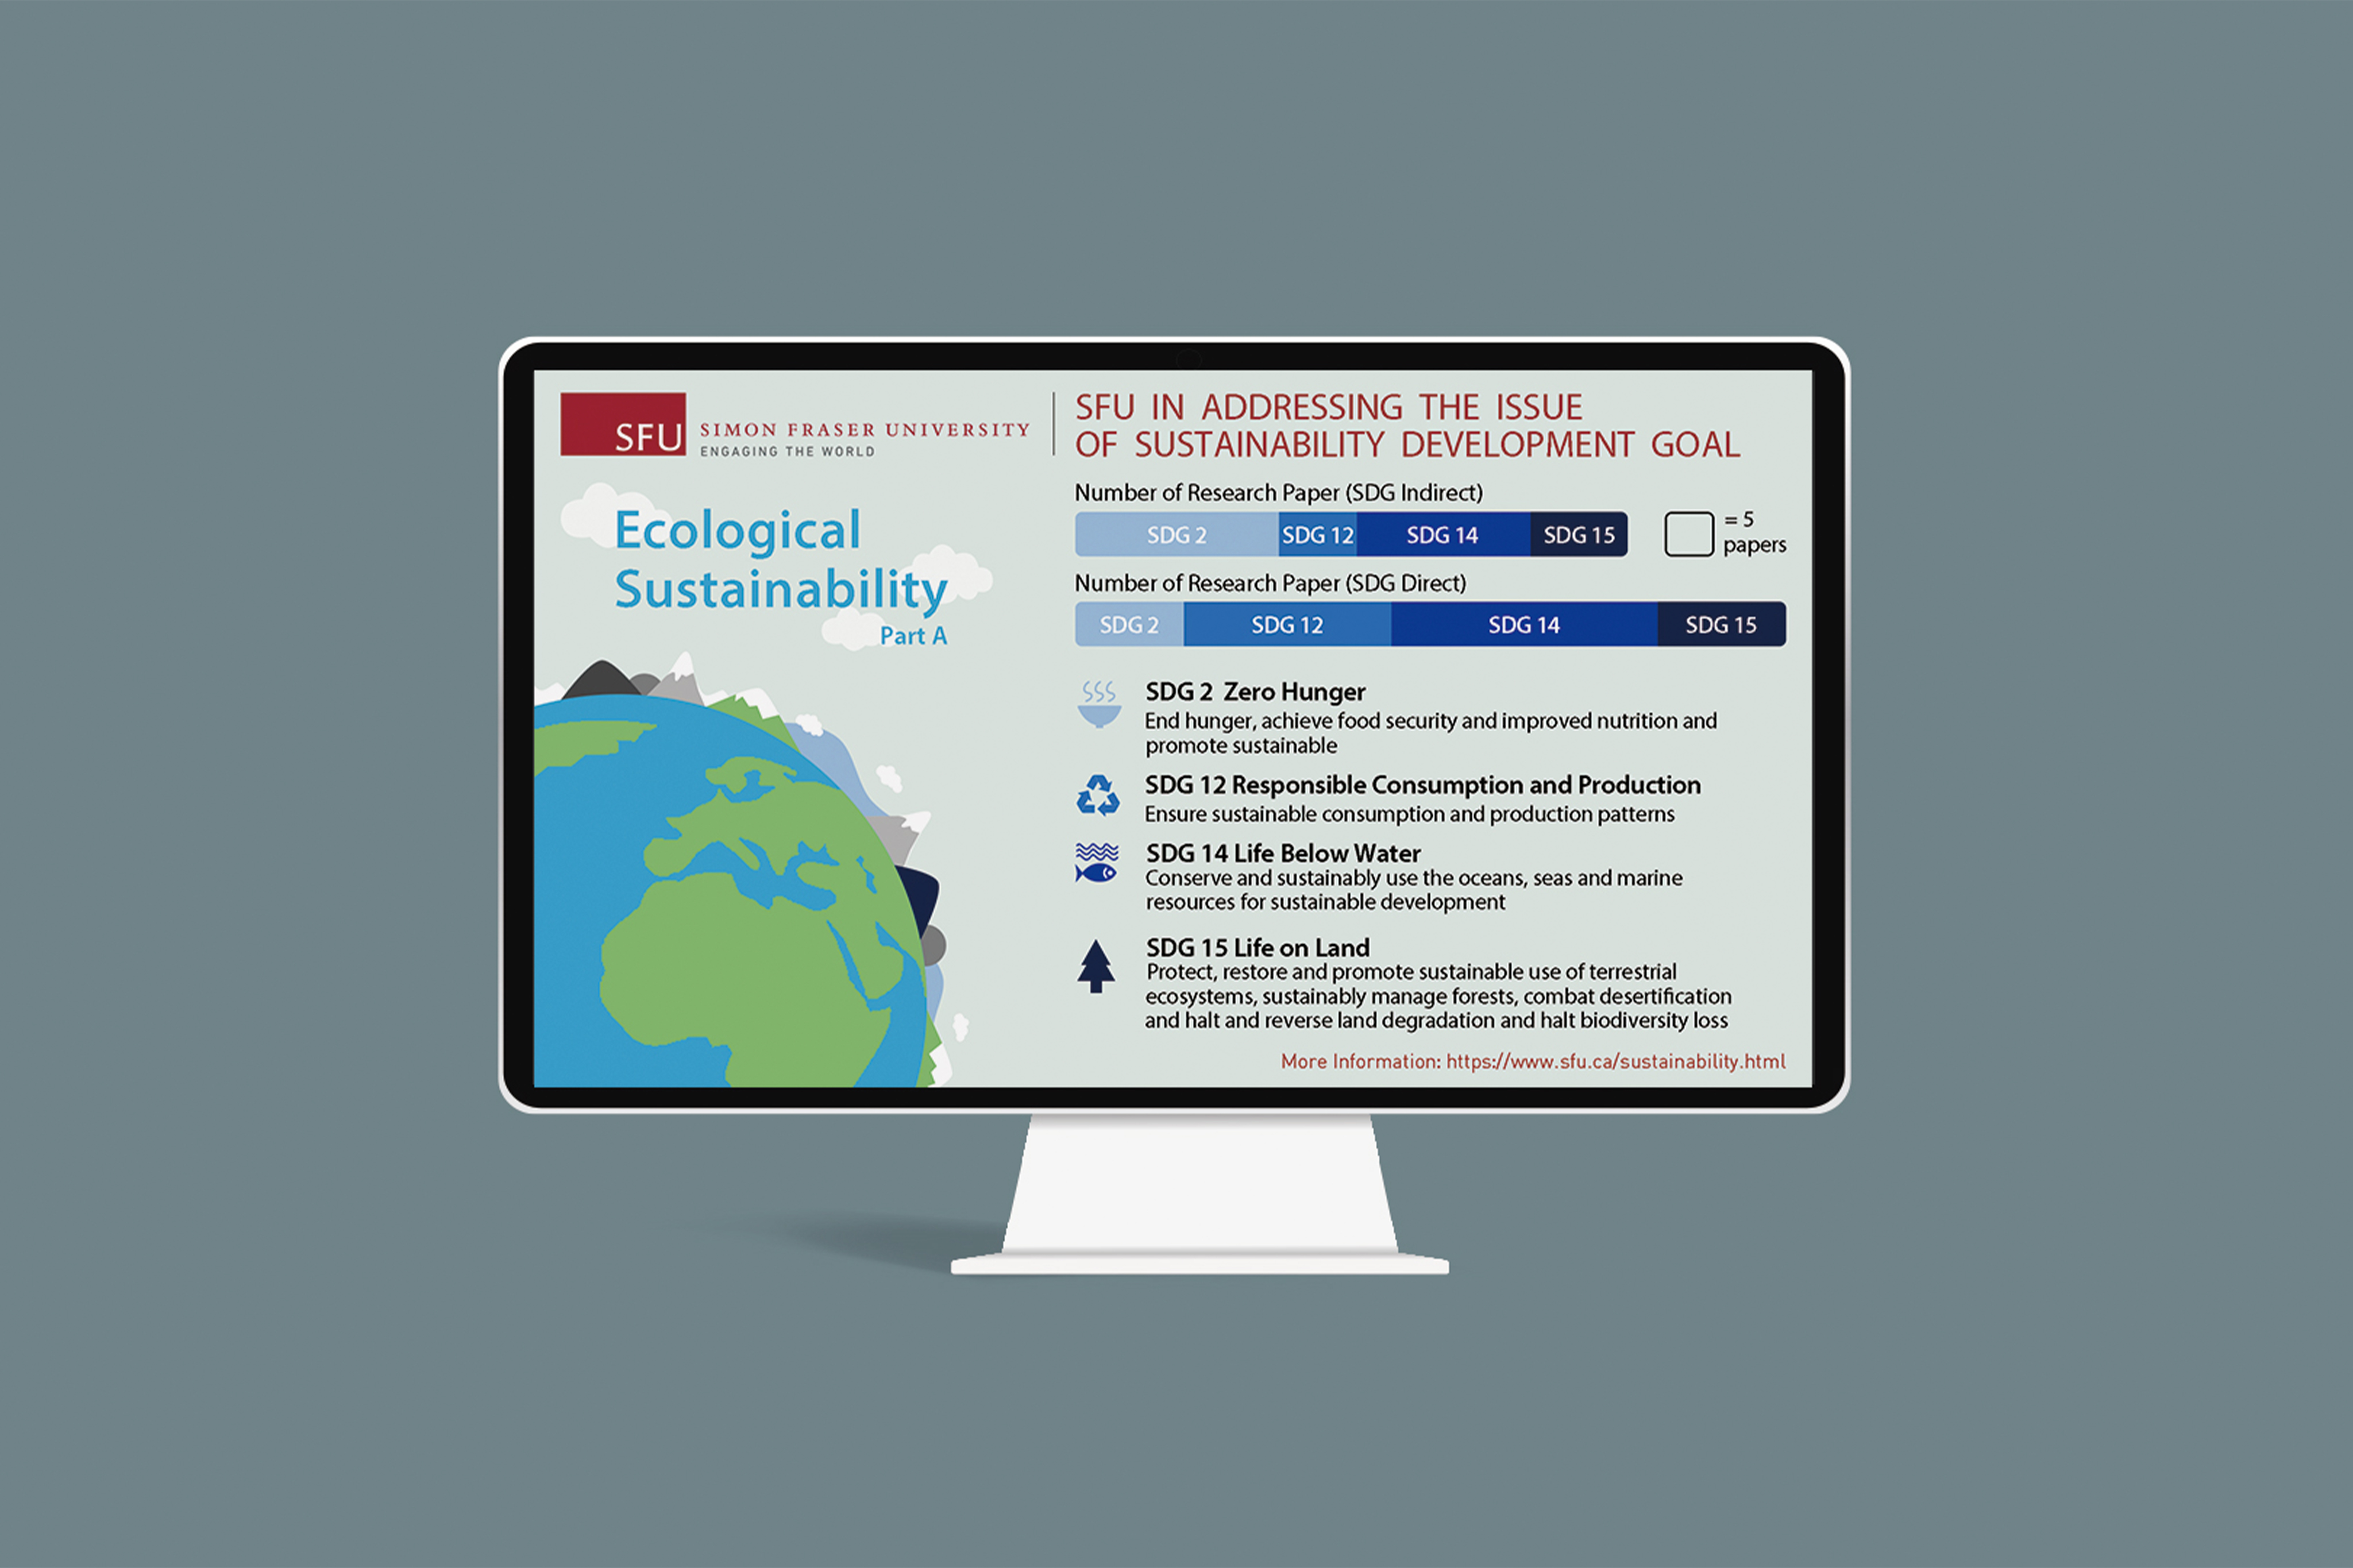 SFU
SIMON FRASER UNIVERSITY
ENGAGING THE WORLD
SFU IN ADDRESSING THE ISSUE
OF SUSTAINABILITY DEVELOPMENT GOAL
Ecological
Sustainability
Part A
Number of Research Paper (SDG Indirect)
SDG 2 SDG 12 SDG 14 SDG 15
= 5
papers
Number of Research Paper (SDG Direct)
SDG 2 SDG 12 SDG 14 SDG 15
SDG 2 Zero Hunger
End hunger, achieve food security and improved nutrition and
promote sustainable
SDG 12 Responsible Consumption and Production
Ensure sustainable consumption and production patterns
SDG 14 Life Below Water
Conserve and sustainably use the oceans, seas and marine
resources for sustainable development
SDG 15 Life on Land
Protect, restore and promote sustainable use of terrestrial
ecosystems, sustainably manage forests, combat desertification
and halt and reverse land degradation and halt biodiversity loss
More Information: https://www.sfu.ca/sustainability.html